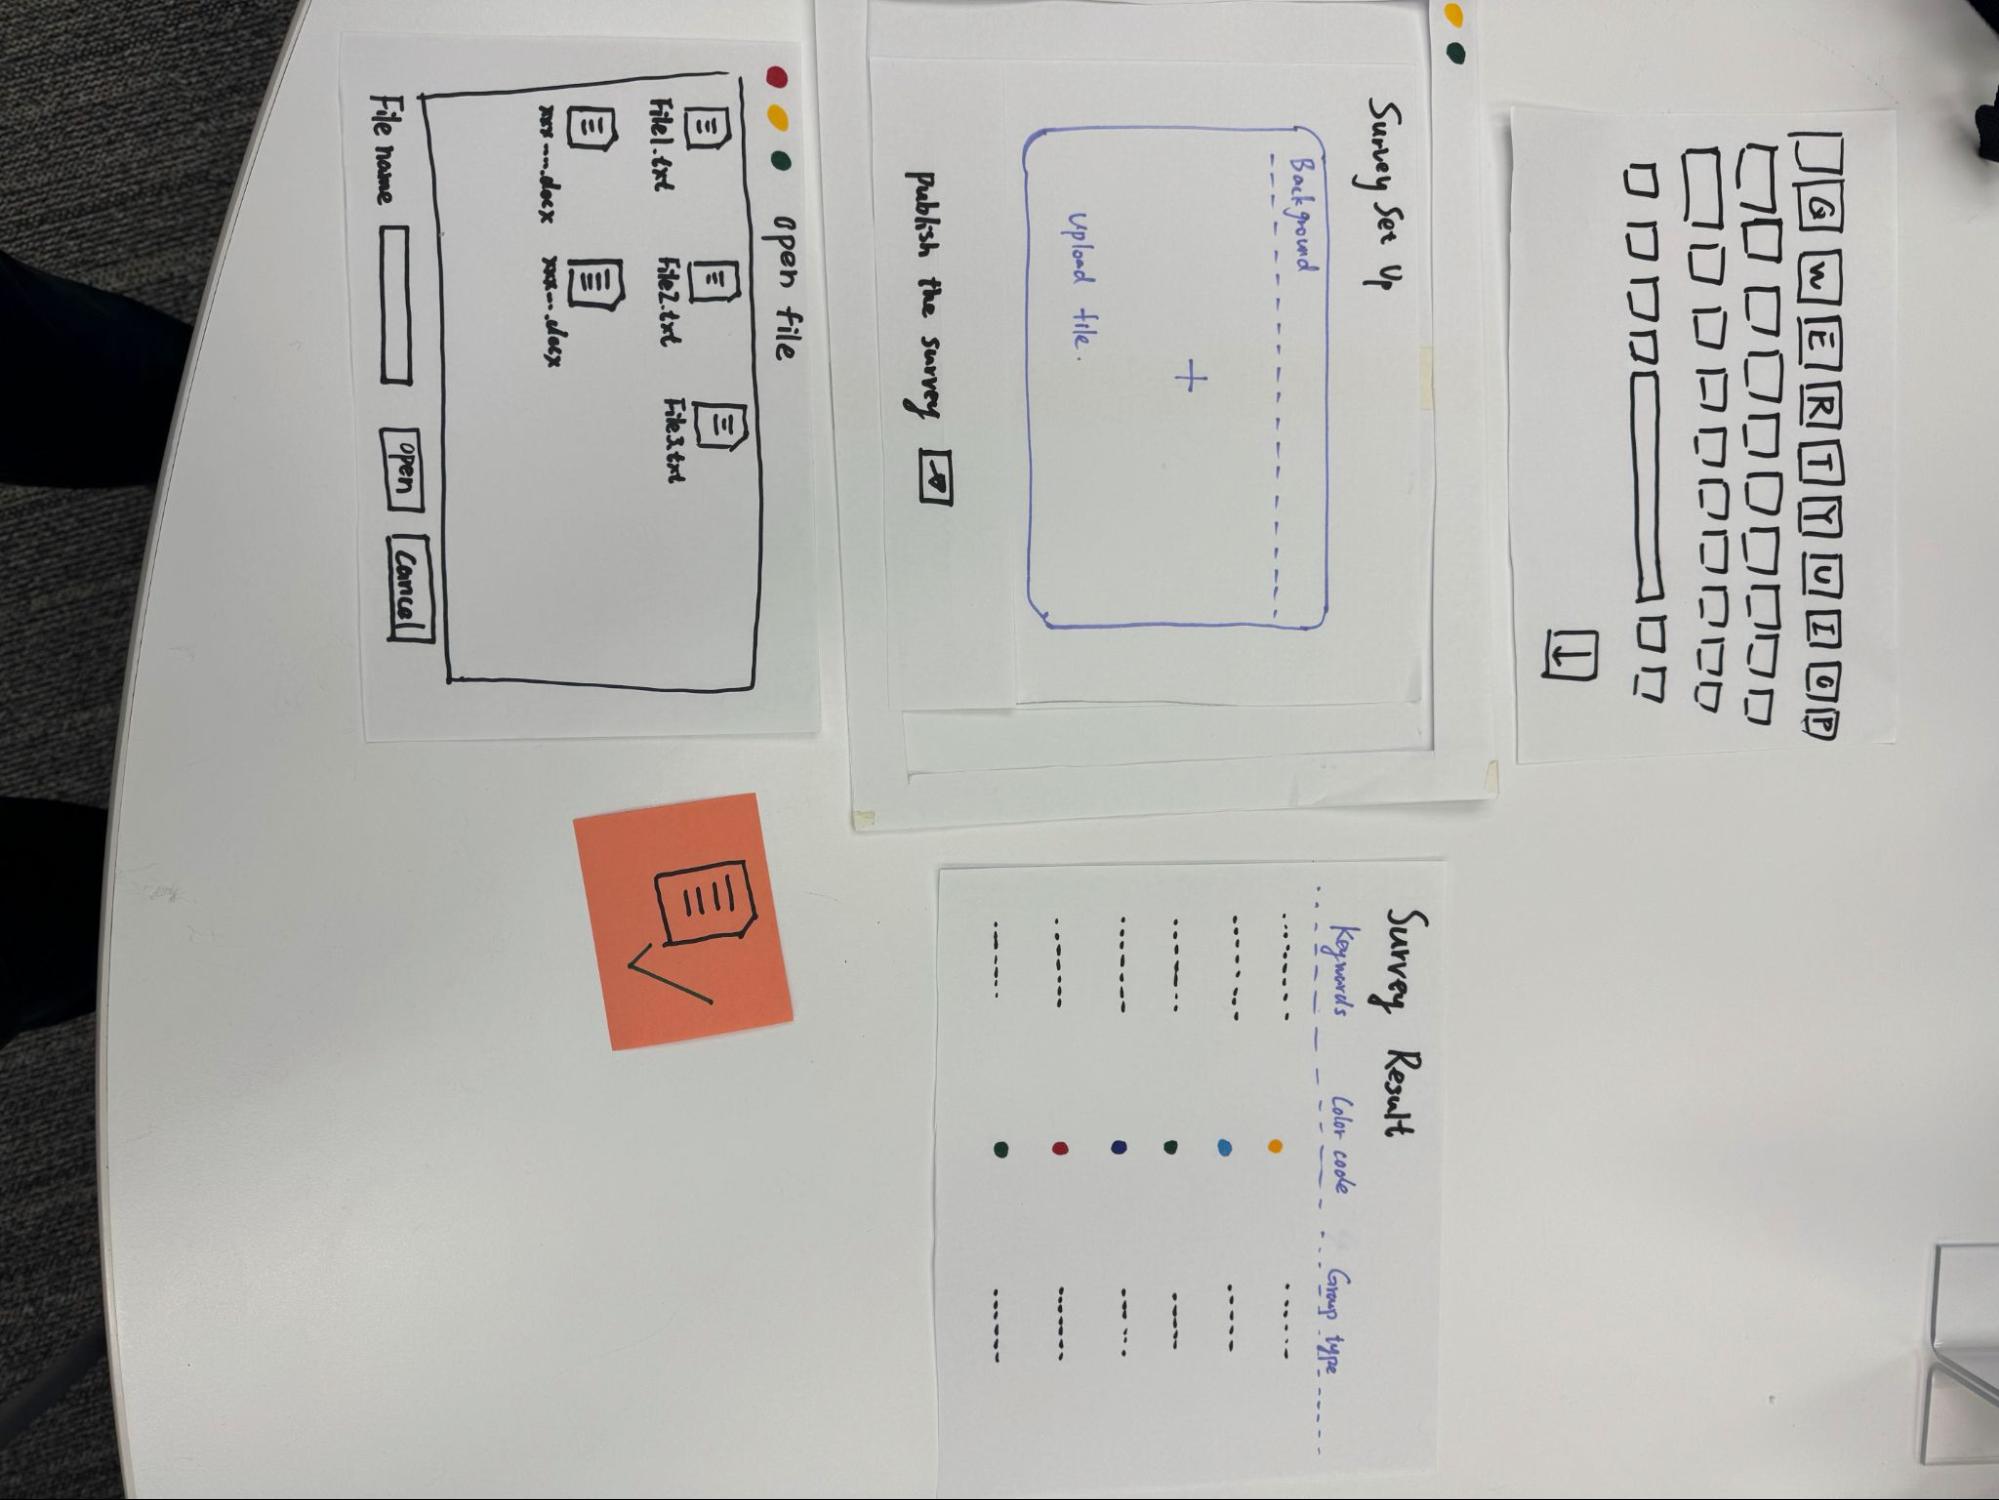 Q W E R T Y U I O P
Survey Set Up
Background
upload file.
Publish the survey
Open file
File1.txt File2.txt File3.txt
xxx---.docx xxx---.docx
File name open Cancel
Survey Result
Keywords Color code Group type